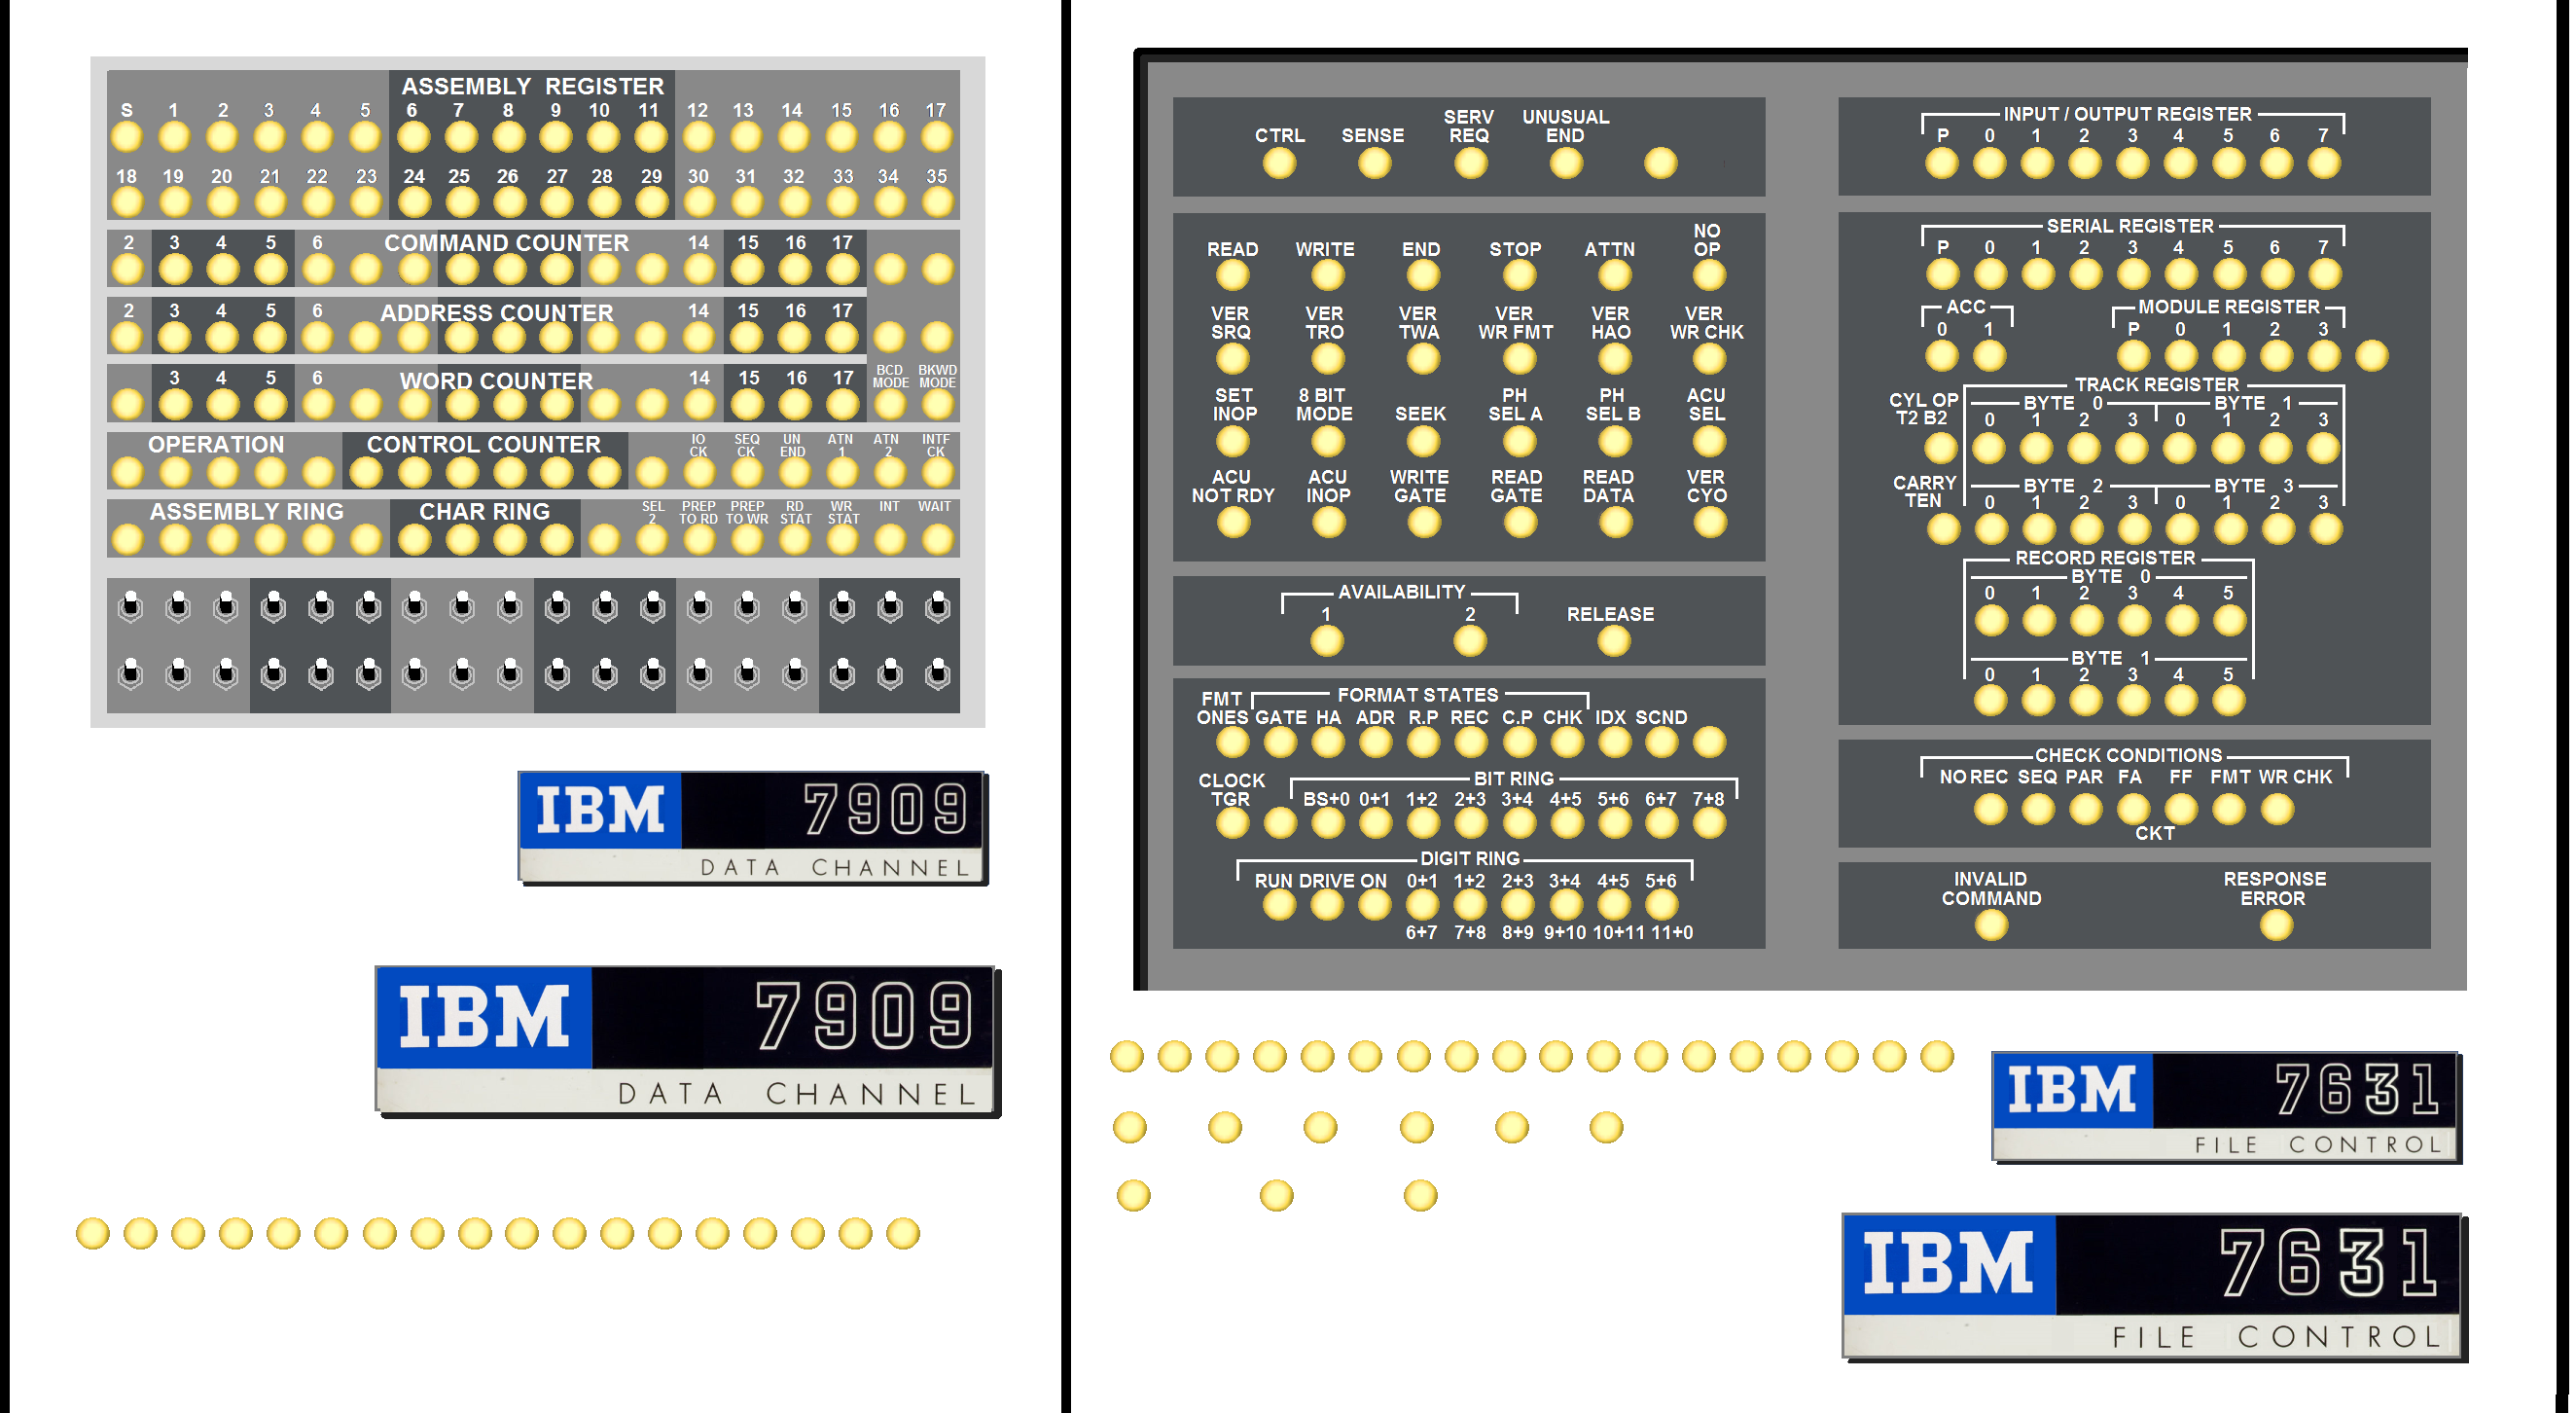 ASSEMBLY REGISTER
S 1 2 3 4 5 6 7 8 9 10 11 12 13 14 15 16 17
18 19 20 21 22 23 24 25 26 27 28 29 30 31 32 33 34 35
2 3 4 5 6 COMMAND COUNTER 14 15 16 17
2 3 4 5 6 ADDRESS COUNTER 14 15 16 17
3 4 5 6 WORD COUNTER 14 15 16 17 BCD MODE BKWD MODE
OPERATION CONTROL COUNTER IO CK SEQ CK UN END ATN 1 ATN 2 INTF CK
ASSEMBLY RING CHAR RING SEL 2 PREP TO RD PREP TO WR RD STAT WR STAT INT WAIT
IBM 7909
DATA CHANNEL
IBM 7909
DATA CHANNEL
CTRL SENSE SERV REQ UNUSUAL END
READ WRITE END STOP ATTN NO OP
VER SRQ VER TRO VER TWA VER WR FMT VER HAO VER WR CHK
SET INOP 8 BIT MODE SEEK PH SEL A PH SEL B ACU SEL
ACU NOT RDY ACU INOP WRITE GATE READ GATE READ DATA VER CYO
AVAILABILITY
1 2 RELEASE
FORMAT STATES
FMT ONES GATE HA ADR R.P REC C.P CHK IDX SCND
BIT RING
CLOCK TGR BS+0 0+1 1+2 2+3 3+4 4+5 5+6 6+7 7+8
DIGIT RING
RUN DRIVE ON 0+1 1+2 2+3 3+4 4+5 5+6
6+7 7+8 8+9 9+10 10+11 11+0
INPUT / OUTPUT REGISTER
P 0 1 2 3 4 5 6 7
SERIAL REGISTER
P 0 1 2 3 4 5 6 7
ACC MODULE REGISTER
0 1 P 0 1 2 3
TRACK REGISTER
CYL OP T2 B2 BYTE 0 BYTE 1
0 1 2 3 0 1 2 3
CARRY TEN BYTE 2 BYTE 3
0 1 2 3 0 1 2 3
RECORD REGISTER
BYTE 0
0 1 2 3 4 5
BYTE 1
0 1 2 3 4 5
CHECK CONDITIONS
NO REC SEQ PAR FA FF FMT WR CHK
CKT
INVALID COMMAND RESPONSE ERROR
IBM 7631
FILE CONTROL
IBM 7631
FILE CONTROL